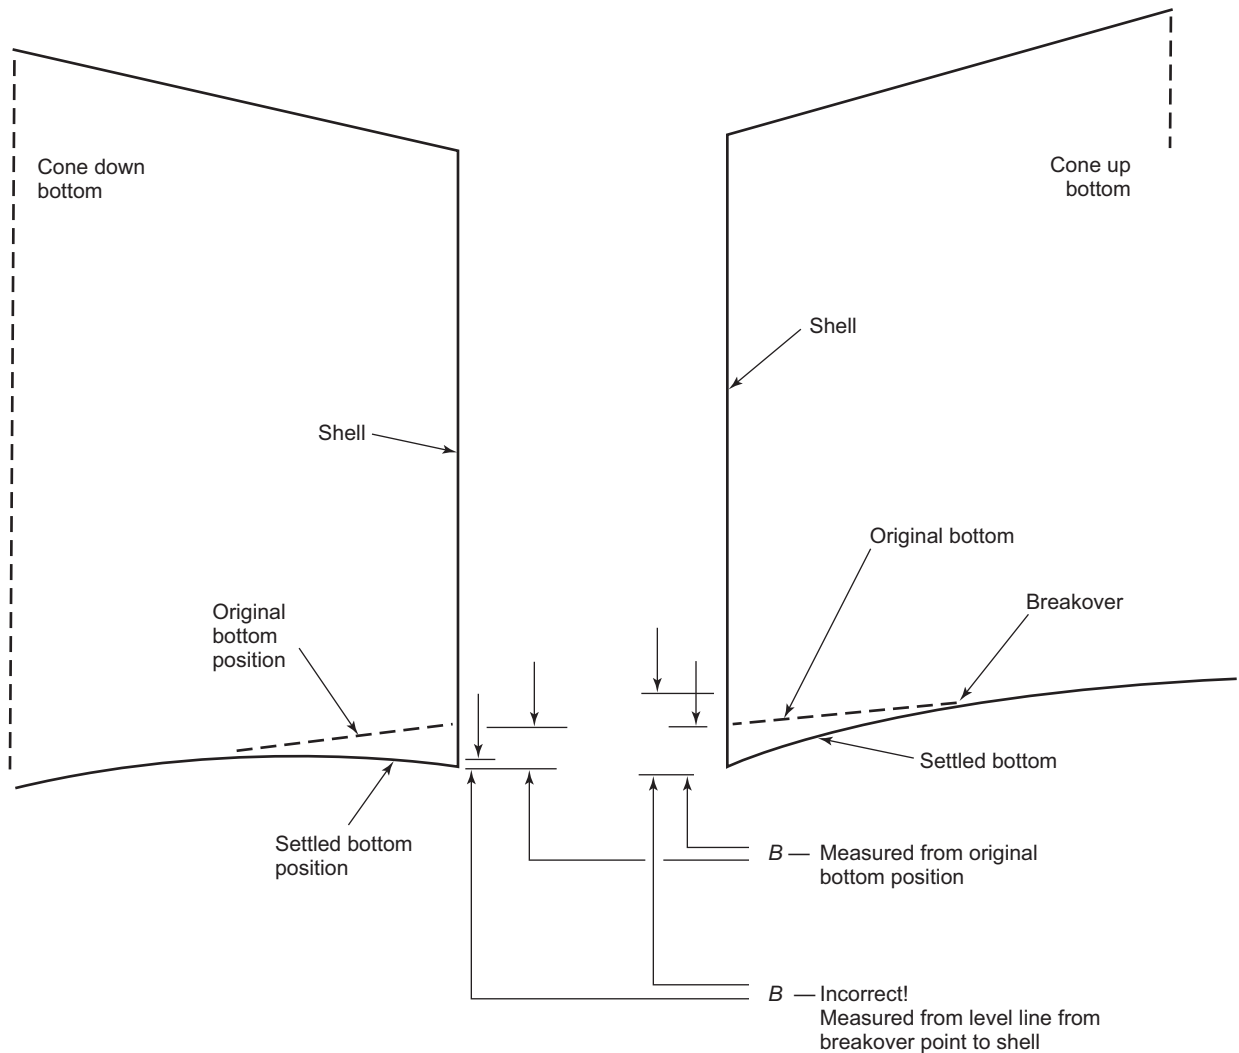 Cone down
bottom
Cone up
bottom
Shell
Shell
Original bottom
Breakover
Original
bottom
position
Settled bottom
Settled bottom
position
B — Measured from original
bottom position
B — Incorrect!
Measured from level line from
breakover point to shell